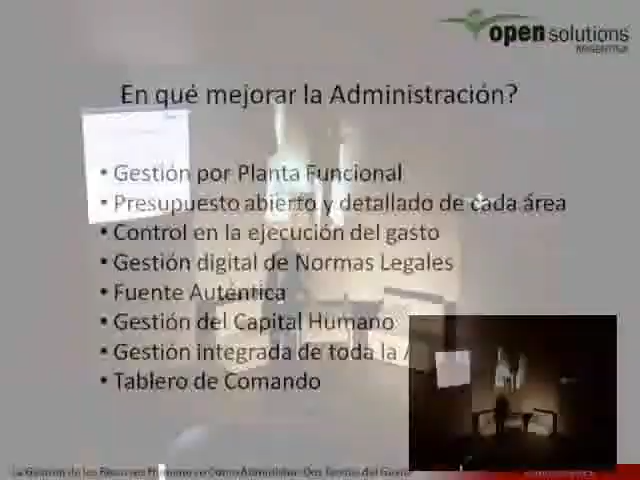 open solutions
ARGENTINA
En qué mejorar la Administración?
• Gestión por Planta Funcional
• Presupuesto abierto y detallado de cada área
• Control en la ejecución del gasto
• Gestión digital de Normas Legales
• Fuente Auténtica
• Gestión del Capital Humano
• Gestión integrada de toda la
• Tablero de Comando